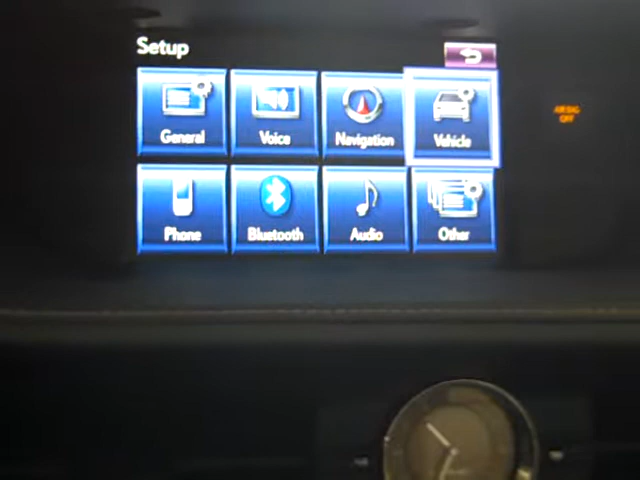 Setup
General
Voice
Navigation
Vehicle
Phone
Bluetooth
Audio
Other
AIR BAG
OFF